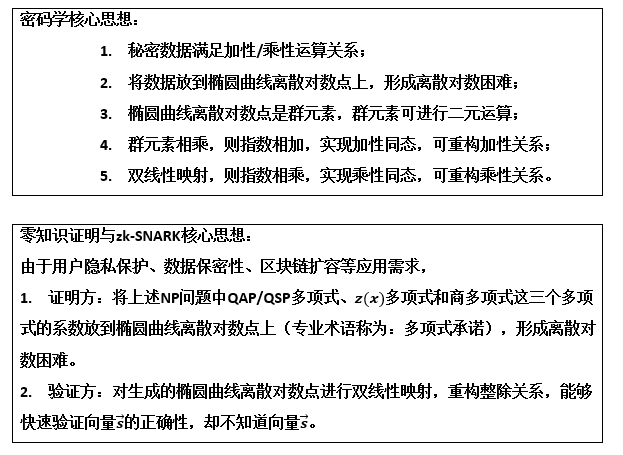 密码学核心思想：
1. 秘密数据满足加性/乘性运算关系；
2. 将数据放到椭圆曲线离散对数点上，形成离散对数困难；
3. 椭圆曲线离散对数点是群元素，群元素可进行二元运算；
4. 群元素相乘，则指数相加，实现加性同态，可重构加性关系；
5. 双线性映射，则指数相乘，实现乘性同态，可重构乘性关系。
零知识证明与zk-SNARK核心思想：
由于用户隐私保护、数据保密性、区块链扩容等应用需求，
1. 证明方：将上述NP问题中QAP/QSP多项式、z(x)多项式和商多项式这三个多项
式的系数放到椭圆曲线离散对数点上（专业术语称为：多项式承诺），形成离散对
数困难。
2. 验证方：对生成的椭圆曲线离散对数点进行双线性映射，重构整除关系，能够
快速验证向量s⃗的正确性，却不知道向量s⃗。